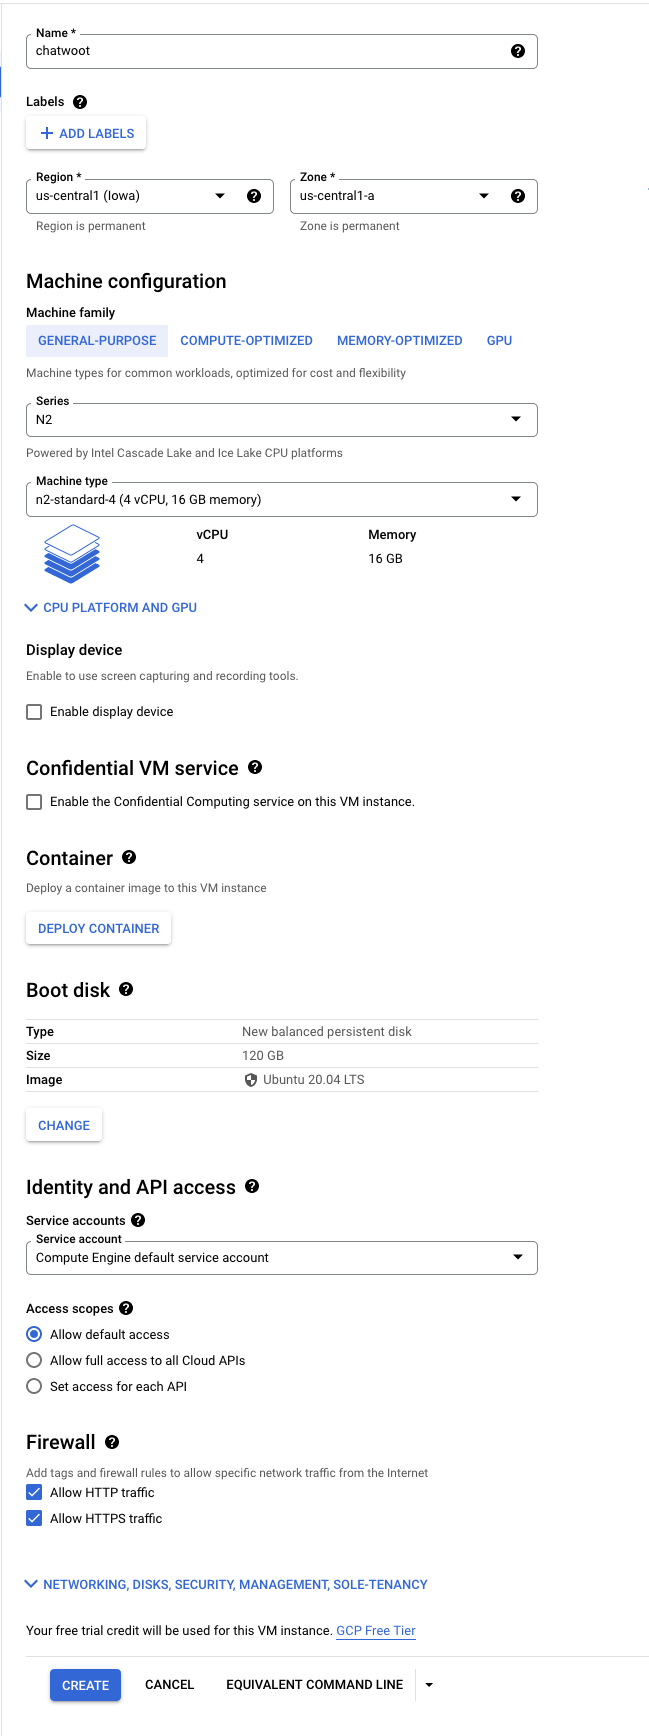 Name *
chatwoot
Labels
ADD LABELS
Region * Zone *
us-central1 (Iowa) us-central1-a
Region is permanent Zone is permanent
Machine configuration
Machine family
GENERAL-PURPOSE COMPUTE-OPTIMIZED MEMORY-OPTIMIZED GPU
Machine types for common workloads, optimized for cost and flexibility
Series
N2
Powered by Intel Cascade Lake and Ice Lake CPU platforms
Machine type
n2-standard-4 (4 vCPU, 16 GB memory)
vCPU Memory
4 16 GB
CPU PLATFORM AND GPU
Display device
Enable to use screen capturing and recording tools.
Enable display device
Confidential VM service
Enable the Confidential Computing service on this VM instance.
Container
Deploy a container image to this VM instance
DEPLOY CONTAINER
Boot disk
Type New balanced persistent disk
Size 120 GB
Image Ubuntu 20.04 LTS
CHANGE
Identity and API access
Service accounts
Service account
Compute Engine default service account
Access scopes
Allow default access
Allow full access to all Cloud APIs
Set access for each API
Firewall
Add tags and firewall rules to allow specific network traffic from the Internet
Allow HTTP traffic
Allow HTTPS traffic
NETWORKING, DISKS, SECURITY, MANAGEMENT, SOLE-TENANCY
Your free trial credit will be used for this VM instance. GCP Free Tier
CREATE CANCEL EQUIVALENT COMMAND LINE